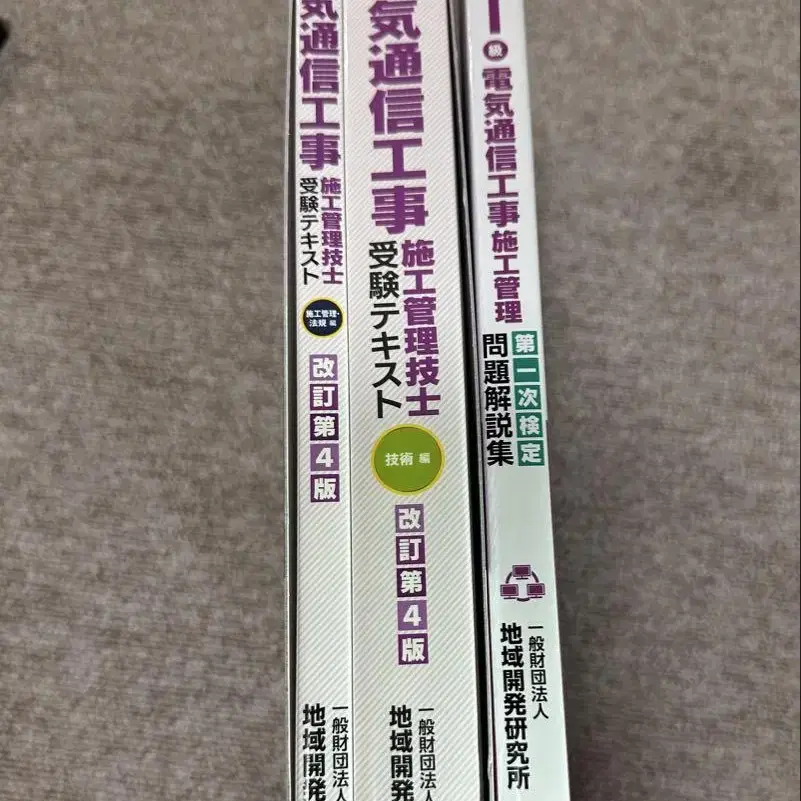 気通信工事
施工管理技士
受験テキスト
施工管理・
法規 編
改訂第4版
一般財団法人
地域開発
気通信工事
施工管理技士
受験テキスト
技術 編
改訂第4版
一般財団法人
地域開発
級
電気通信工事施工管理
第一次検定
問題解説集
一般財団法人
地域開発研究所